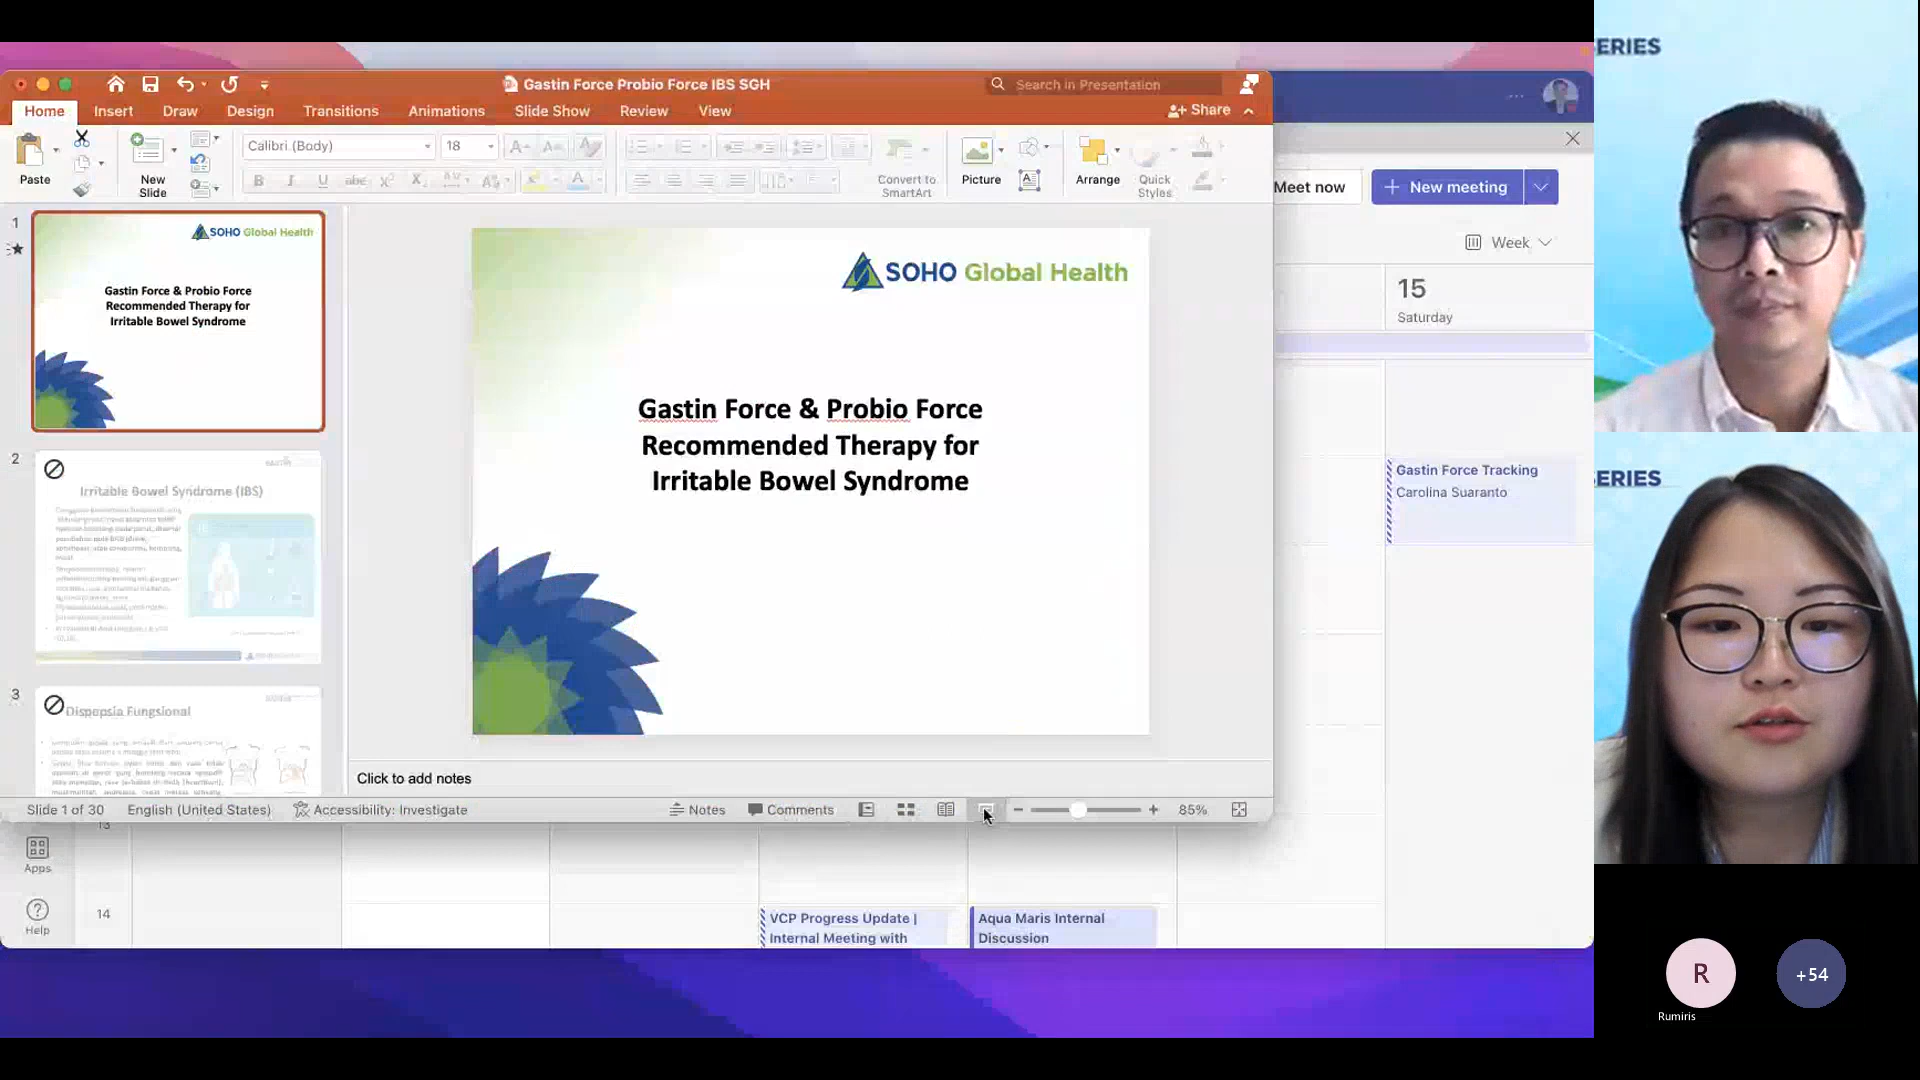 Gastin Force Probio Force IBS SGH
Search in Presentation
Home
Insert
Draw
Design
Transitions
Animations
Slide Show
Review
View
Share
Paste
New
Slide
Calibri (Body)
18
Convert to
SmartArt
Picture
Arrange
Quick
Styles
1
SOHO Global Health
Gastin Force & Probio Force
Recommended Therapy for
Irritable Bowel Syndrome
2
Irritable Bowel Syndrome (IBS)
3
Dispepsia Fungsional
SOHO Global Health
Gastin Force & Probio Force
Recommended Therapy for
Irritable Bowel Syndrome
Click to add notes
Slide 1 of 30
English (United States)
Accessibility: Investigate
Notes
Comments
85%
Meet now
New meeting
Week
15
Saturday
Gastin Force Tracking
Carolina Suaranto
13
Apps
14
Help
VCP Progress Update |
Internal Meeting with
Aqua Maris Internal
Discussion
ERIES
ERIES
R
+54
Rumiris